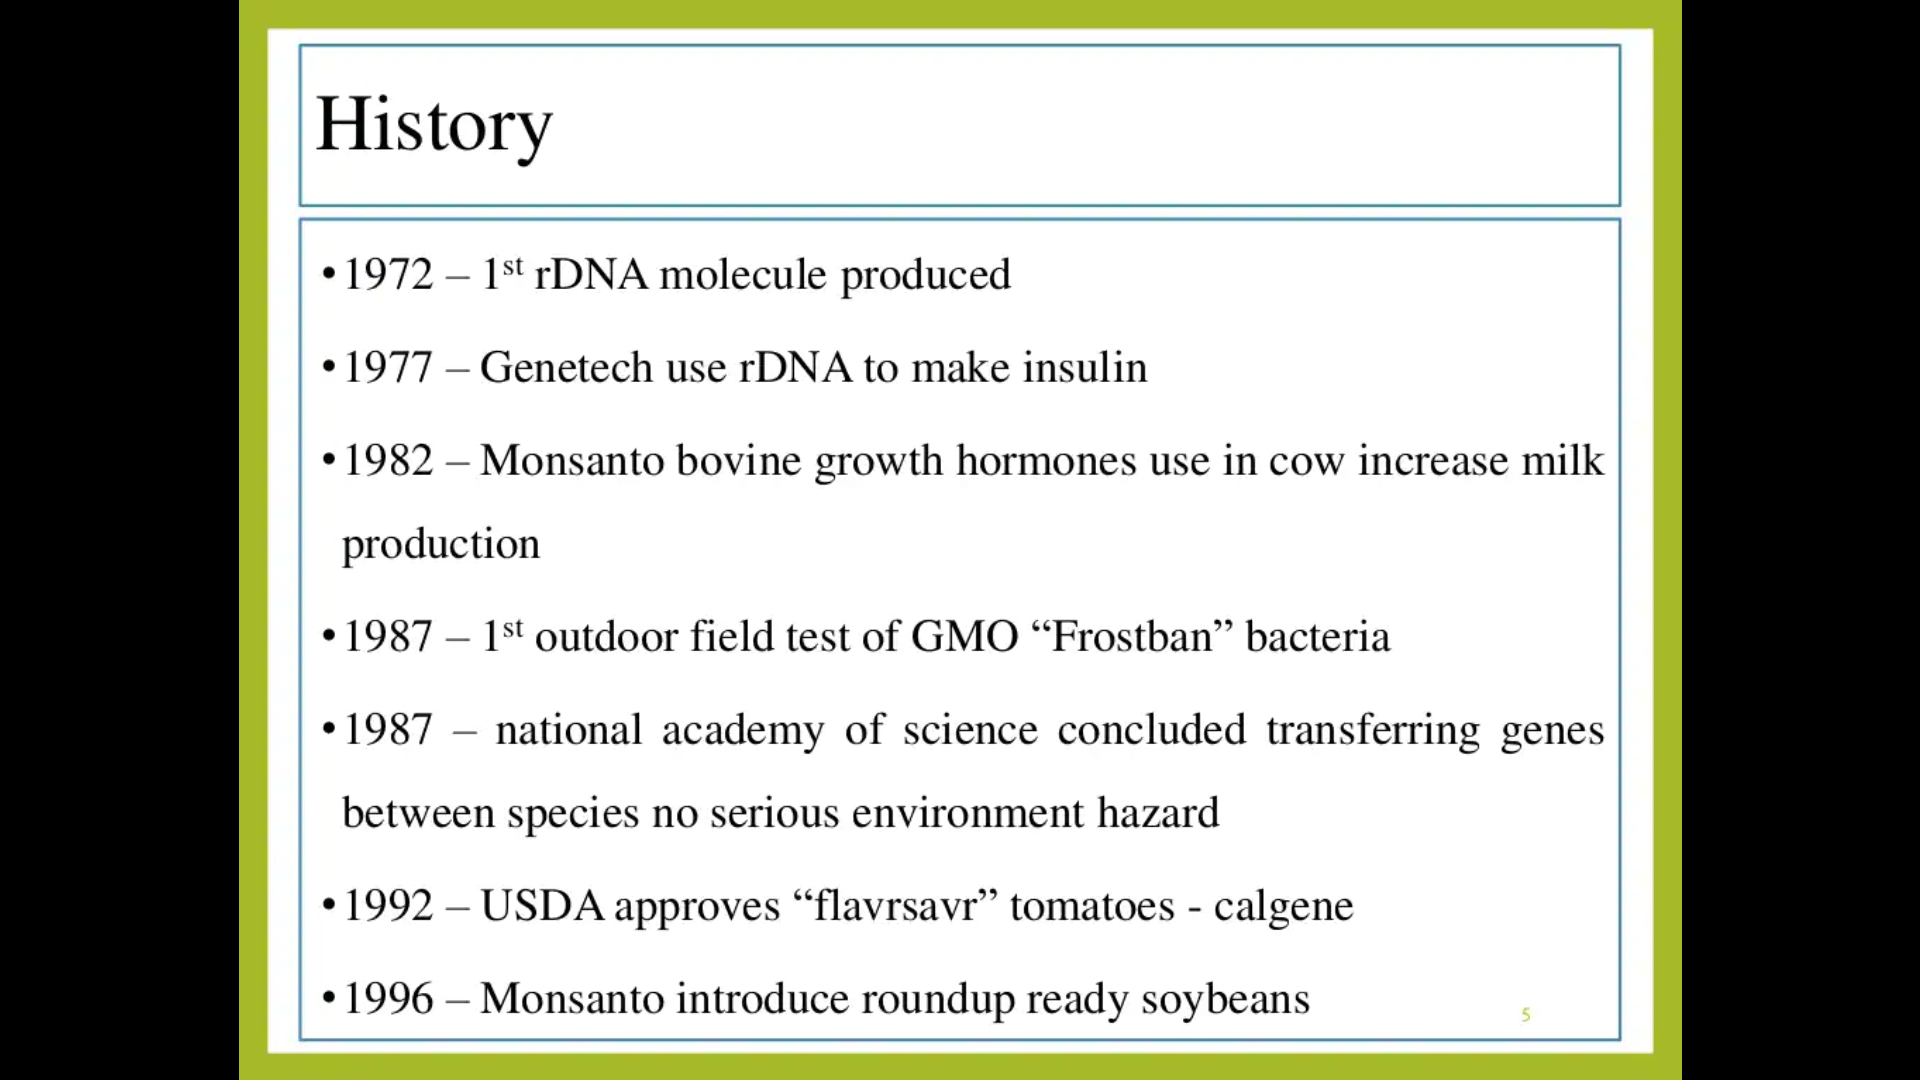 History
•1972 – 1st rDNA molecule produced
•1977 – Genetech use rDNA to make insulin
•1982 – Monsanto bovine growth hormones use in cow increase milk
production
•1987 – 1st outdoor field test of GMO “Frostban” bacteria
•1987 – national academy of science concluded transferring genes
between species no serious environment hazard
•1992 – USDA approves “flavrsavr” tomatoes - calgene
•1996 – Monsanto introduce roundup ready soybeans
5